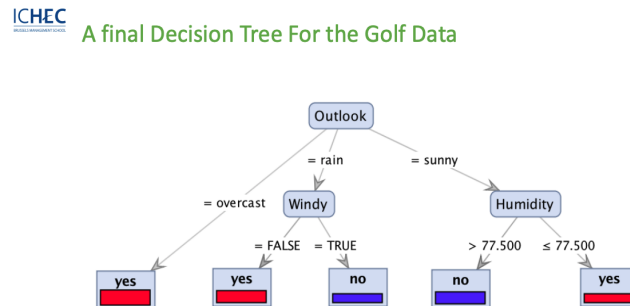 ICHEC
BRUSSELS MANAGEMENT SCHOOL
A final Decision Tree For the Golf Data
Outlook
= rain
= sunny
= overcast
Windy
Humidity
= FALSE
= TRUE
> 77.500
≤ 77.500
yes
yes
no
no
yes